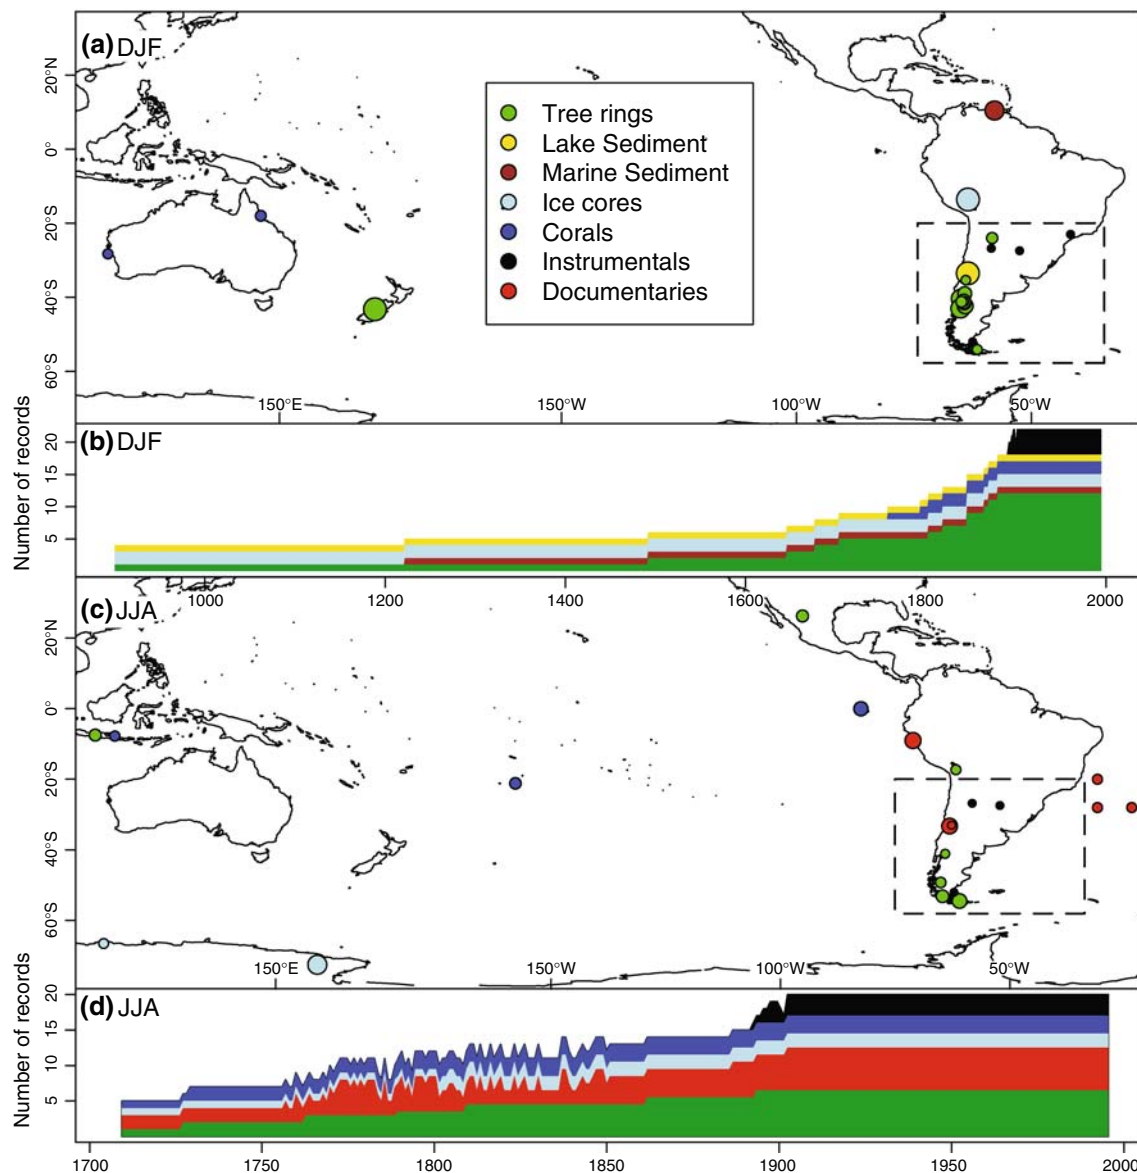 (a) DJF
20°N
0°
20°S
40°S
60°S
Tree rings
Lake Sediment
Marine Sediment
Ice cores
Corals
Instrumentals
Documentaries
150°E
150°W
100°W
50°W
(b) DJF
Number of records
20
15
10
5
1000
1200
1400
1600
1800
2000
(c) JJA
20°N
0°
20°S
40°S
60°S
150°E
150°W
100°W
50°W
(d) JJA
Number of records
20
15
10
5
1700
1750
1800
1850
1900
1950
2000